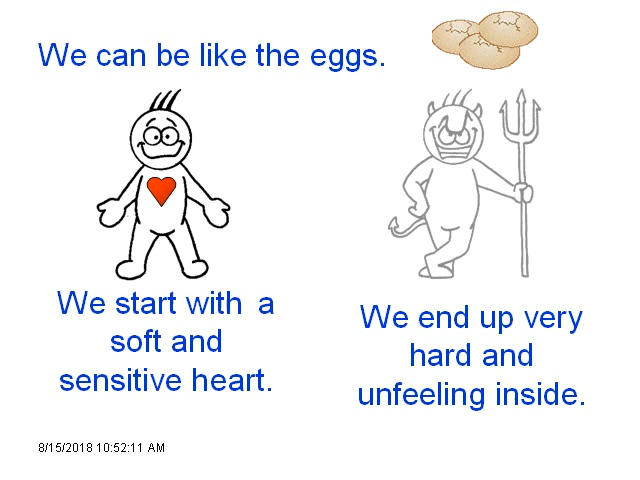 We can be like the eggs.
We start with a
soft and
sensitive heart.
We end up very
hard and
unfeeling inside.
8/15/2018 10:52:11 AM